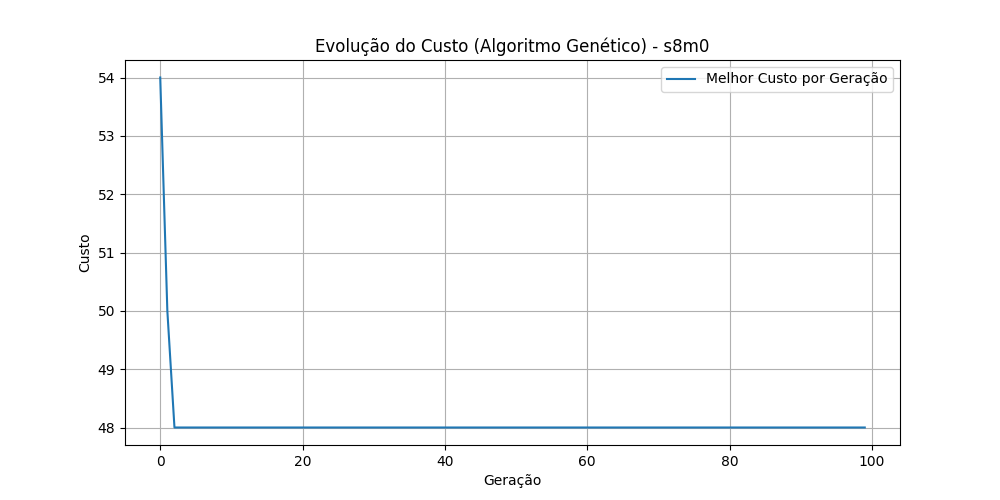 Evolução do Custo (Algoritmo Genético) - s8m0
Melhor Custo por Geração
54
53
52
51
50
49
48
Custo
0 20 40 60 80 100
Geração